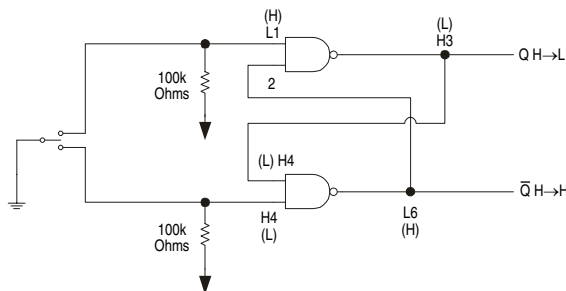 (H)
L1
(L)
H3
Q H→L
100k
Ohms
2
(L) H4
H4
(L)
Q̅ H→H
L6
(H)
100k
Ohms